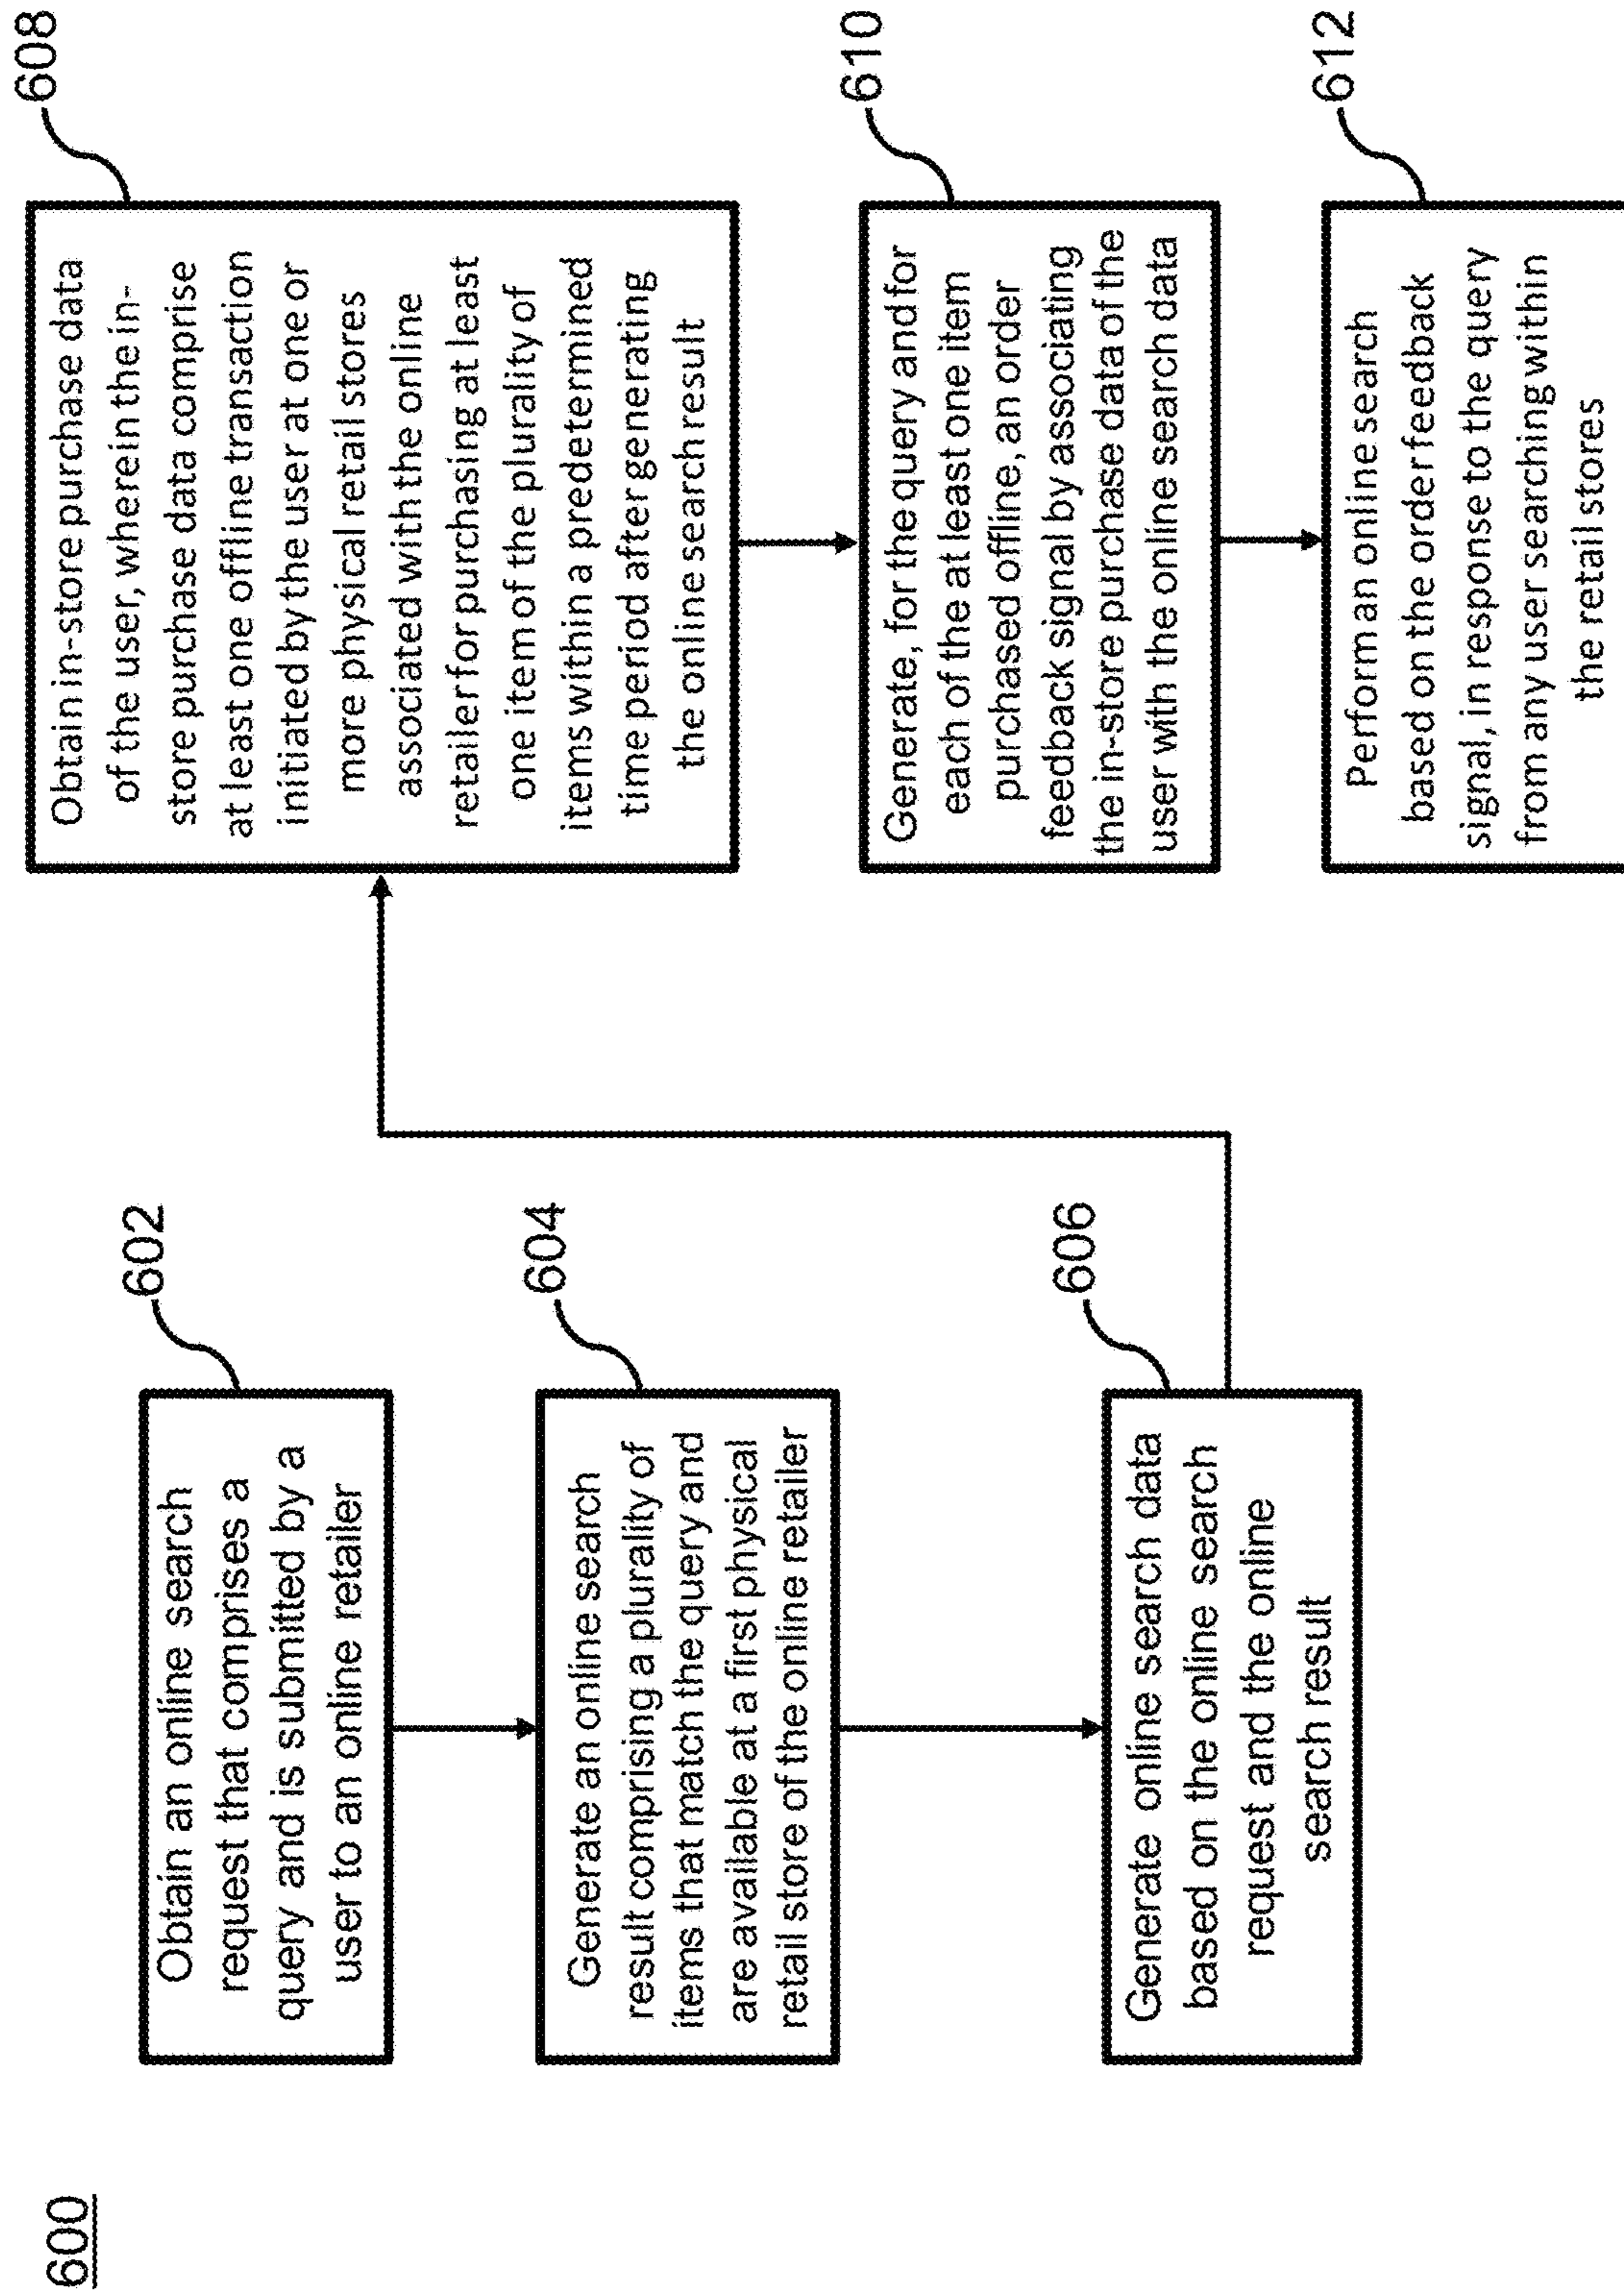 600
602
Obtain an online search
request that comprises a
query and is submitted by a
user to an online retailer
604
Generate an online search
result comprising a plurality of
items that match the query and
are available at a first physical
retail store of the online retailer
606
Generate online search data
based on the online search
request and the online
search result
608
Obtain in-store purchase data
of the user, wherein the in-
store purchase data comprise
at least one offline transaction
initiated by the user at one or
more physical retail stores
associated with the online
retailer for purchasing at least
one item of the plurality of
items within a predetermined
time period after generating
the online search result
610
Generate, for the query and for
each of the at least one item
purchased offline, an order
feedback signal by associating
the in-store purchase data of the
user with the online search data
612
Perform an online search
based on the order feedback
signal, in response to the query
from any user searching within
the retail stores